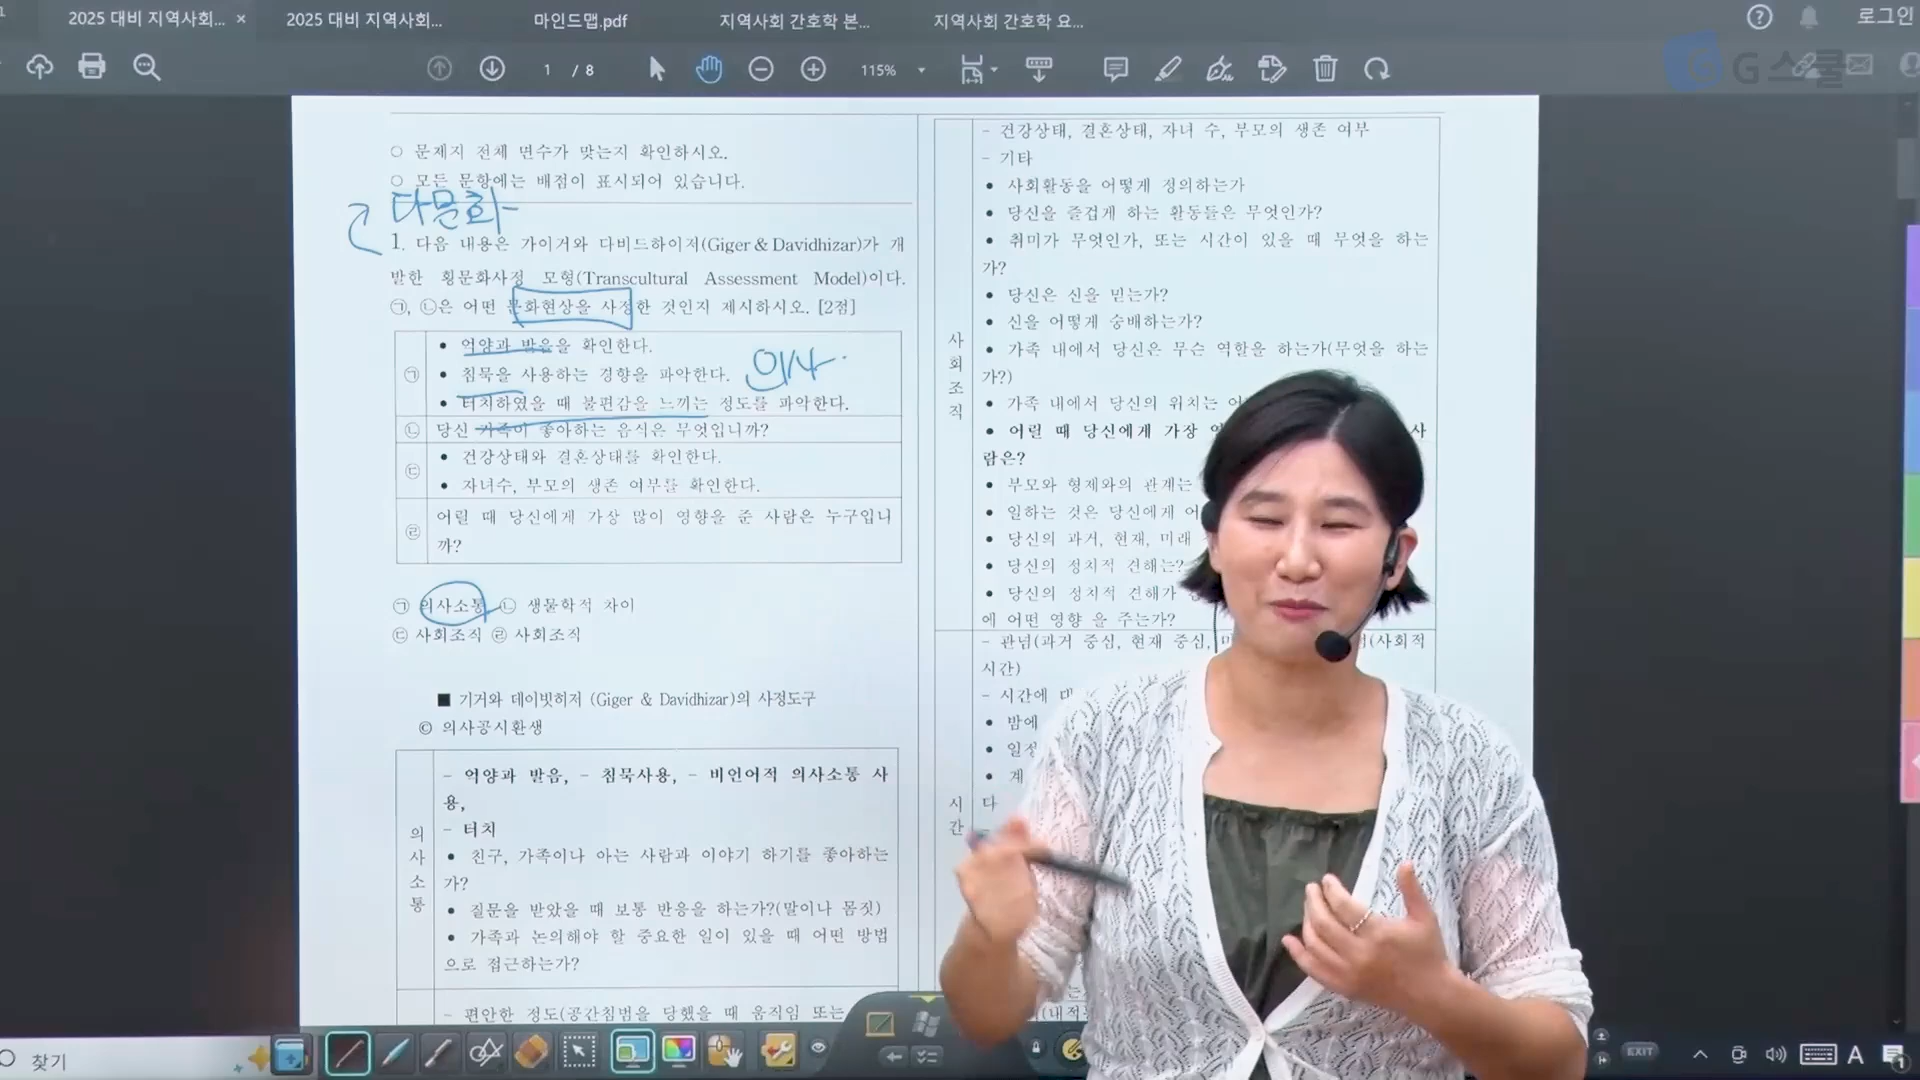 2025 대비 지역사회... ×
2025 대비 지역사회...
마인드맵.pdf
지역사회 간호학 본...
지역사회 간호학 요...
로그인
1 / 8
115%
G스쿨
○ 문제지 전체 면수가 맞는지 확인하시오.
○ 모든 문항에는 배점이 표시되어 있습니다.
다문화
1. 다음 내용은 가이거와 다비드하이저(Giger & Davidhizar)가 개
발한 횡문화사정 모형(Transcultural Assessment Model)이다.
㉠, ㉡은 어떤 문화현상을 사정한 것인지 제시하시오. [2점]
㉠
• 억양과 발음을 확인한다.
• 침묵을 사용하는 경향을 파악한다.
• 터치하였을 때 불편감을 느끼는 정도를 파악한다.
의사
㉡ 당신 가족이 좋아하는 음식은 무엇입니까?
㉢
• 건강상태와 결혼상태를 확인한다.
• 자녀수, 부모의 생존 여부를 확인한다.
㉣
어릴 때 당신에게 가장 많이 영향을 준 사람은 누구입니
까?
㉠ 의사소통 ㉡ 생물학적 차이
㉢ 사회조직 ㉣ 사회조직
■ 기거와 데이빗히저 (Giger & Davidhizar)의 사정도구
© 의사공시환생
의사소통
- 억양과 발음, - 침묵사용, - 비언어적 의사소통 사
용,
- 터치
• 친구, 가족이나 아는 사람과 이야기 하기를 좋아하는
가?
• 질문을 받았을 때 보통 반응을 하는가?(말이나 몸짓)
• 가족과 논의해야 할 중요한 일이 있을 때 어떤 방법
으로 접근하는가?
- 편안한 정도(공간침범을 당했을 때 움직임 또는
사회조직
- 건강상태, 결혼상태, 자녀 수, 부모의 생존 여부
- 기타
• 사회활동을 어떻게 정의하는가
• 당신을 즐겁게 하는 활동들은 무엇인가?
• 취미가 무엇인가, 또는 시간이 있을 때 무엇을 하는
가?
• 당신은 신을 믿는가?
• 신을 어떻게 숭배하는가?
• 가족 내에서 당신은 무슨 역할을 하는가(무엇을 하는
가?)
• 가족 내에서 당신의 위치는
• 어릴 때 당신에게 가장 사
람은?
• 부모와 형제와의 관계는
• 일하는 것은 당신에게
• 당신의 과거, 현재, 미래
• 당신의 정치적 견해는?
• 당신의 정치적 견해가
에 어떤 영향 을 주는가?
시간
- 관념(과거 중심, 현재 중심, (사회적
시간)
- 시간에
• 밤에
• 일정
• 계
다
찾기
EXIT
A
1